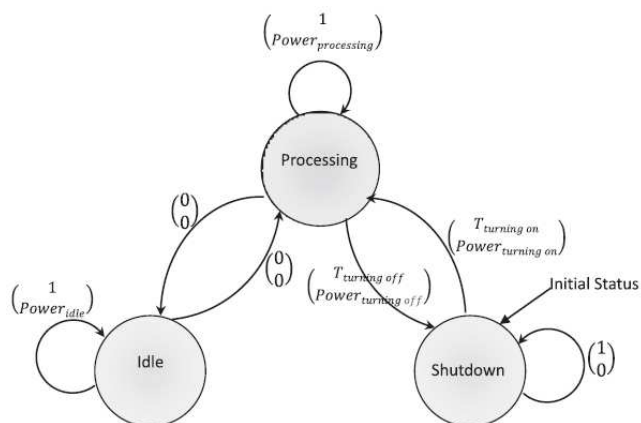 1
Power_processing
Processing
0
0
0
0
T_turning on
Power_turning on
T_turning off
Power_turning off
Initial Status
1
Power_idle
Idle
Shutdown
1
0